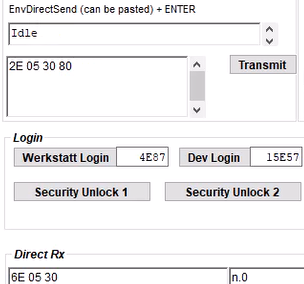 EnvDirectSend (can be pasted) + ENTER
Idle
2E 05 30 80
Transmit
Login
Werkstatt Login 4E87 Dev Login 15E57
Security Unlock 1 Security Unlock 2
Direct Rx
6E 05 30 n.0